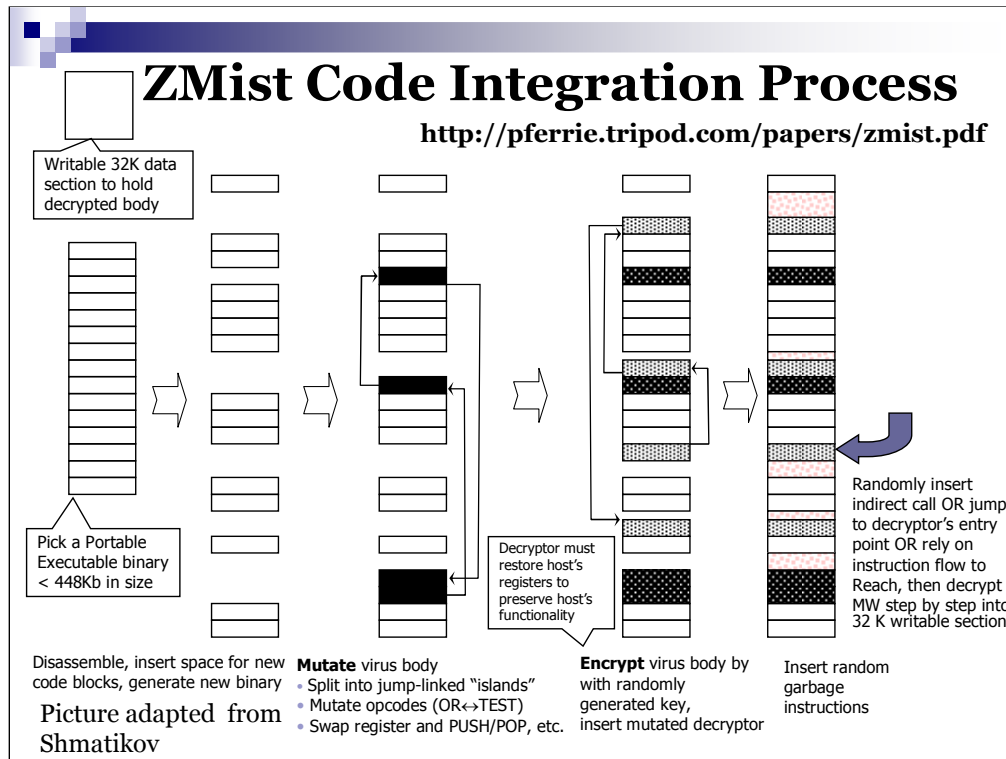 ZMist Code Integration Process
http://pferrie.tripod.com/papers/zmist.pdf
Writable 32K data
section to hold
decrypted body
Pick a Portable
Executable binary
< 448Kb in size
Decryptor must
restore host's
registers to
preserve host's
functionality
Randomly insert
indirect call OR jump
to decryptor's entry
point OR rely on
instruction flow to
Reach, then decrypt
MW step by step into
32 K writable section
Disassemble, insert space for new
code blocks, generate new binary
Mutate virus body
• Split into jump-linked “islands”
• Mutate opcodes (OR↔TEST)
• Swap register and PUSH/POP, etc.
Encrypt virus body by
with randomly
generated key,
insert mutated decryptor
Insert random
garbage
instructions
Picture adapted from
Shmatikov